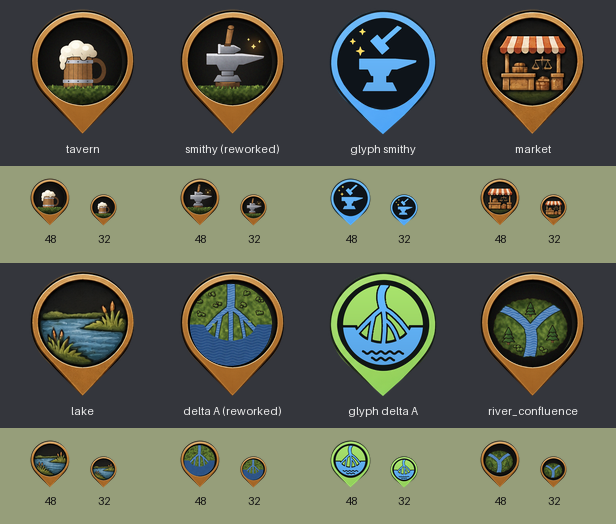 tavern smithy (reworked) glyph smithy market
48 32 48 32 48 32 48 32
lake delta A (reworked) glyph delta A river_confluence
48 32 48 32 48 32 48 32